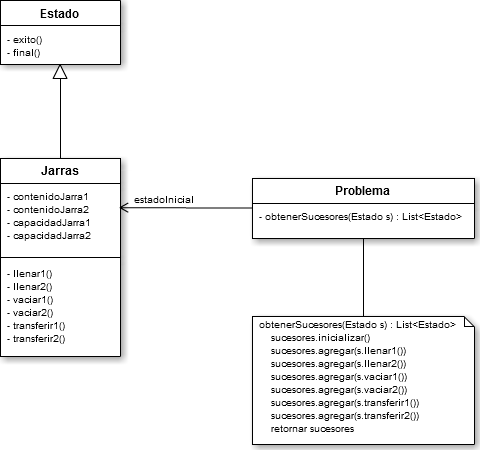 Estado
- exito()
- final()
Jarras
- contenidoJarra1
- contenidoJarra2
- capacidadJarra1
- capacidadJarra2
- llenar1()
- llenar2()
- vaciar1()
- vaciar2()
- transferir1()
- transferir2()
estadoInicial
Problema
- obtenerSucesores(Estado s) : List<Estado>
obtenerSucesores(Estado s) : List<Estado>
sucesores.inicializar()
sucesores.agregar(s.llenar1())
sucesores.agregar(s.llenar2())
sucesores.agregar(s.vaciar1())
sucesores.agregar(s.vaciar2())
sucesores.agregar(s.transferir1())
sucesores.agregar(s.transferir2())
retornar sucesores